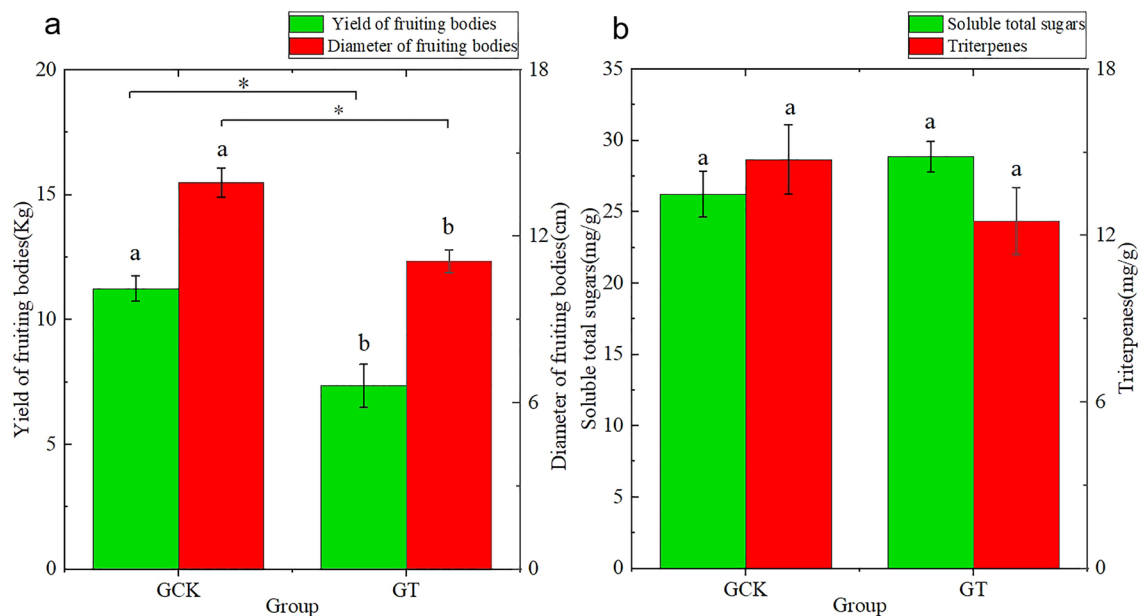 a
Yield of fruiting bodies
Diameter of fruiting bodies
20
15
10
5
0
Yield of fruiting bodies(Kg)
18
12
6
0
Diameter of fruiting bodies(cm)
*
*
a
a
b
b
GCK
GT
Group
b
Soluble total sugars
Triterpenes
35
30
25
20
15
10
5
0
Soluble total sugars(mg/g)
18
12
6
0
Triterpenes(mg/g)
a
a
a
a
GCK
GT
Group